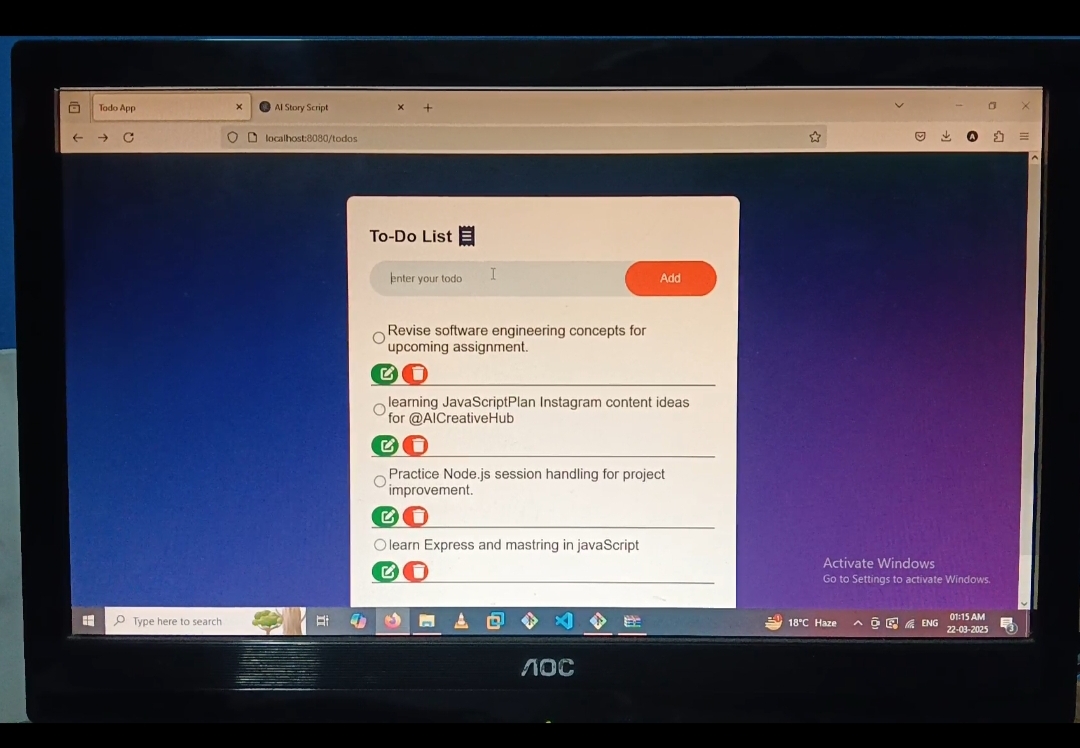 Todo App
AI Story Script
localhost:8080/todos
To-Do List
enter your todo
Add
Revise software engineering concepts for
upcoming assignment.
learning JavaScriptPlan Instagram content ideas
for @AICreativeHub
Practice Node.js session handling for project
improvement.
learn Express and mastring in javaScript
Activate Windows
Go to Settings to activate Windows.
Type here to search
18°C Haze
ENG
01:15 AM
22-03-2025
3
AOC